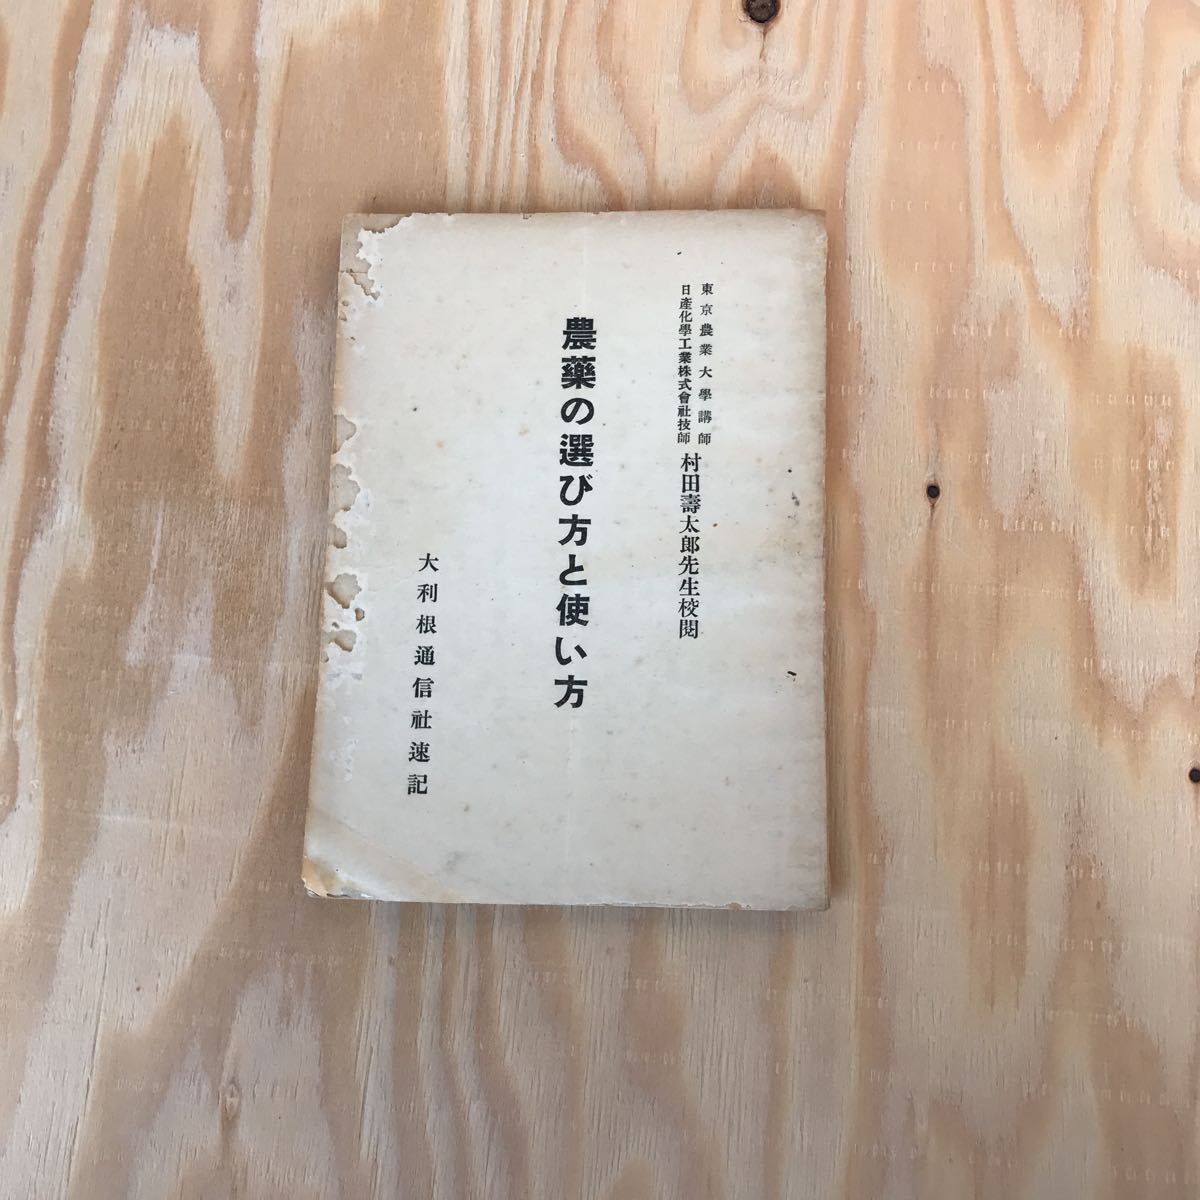 東京農業大學講師
日產化學工業株式會社技師
村田壽太郎先生校閲
農藥の選び方と使い方
大利根通信社速記